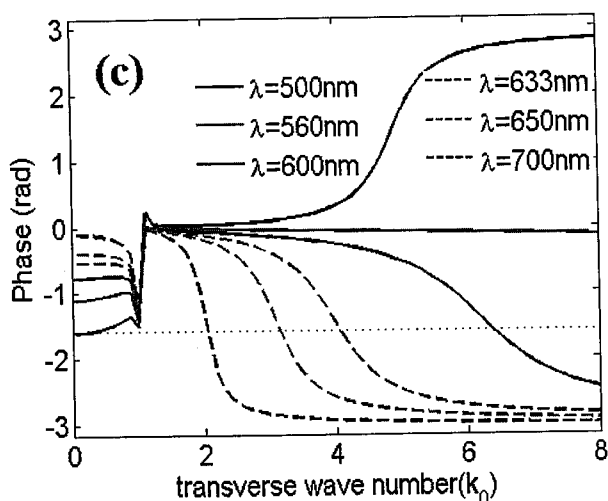 (c)
λ=500nm
λ=560nm
λ=600nm
λ=633nm
λ=650nm
λ=700nm
Phase (rad)
3
2
1
0
-1
-2
-3
0 2 4 6 8
transverse wave number(k0)